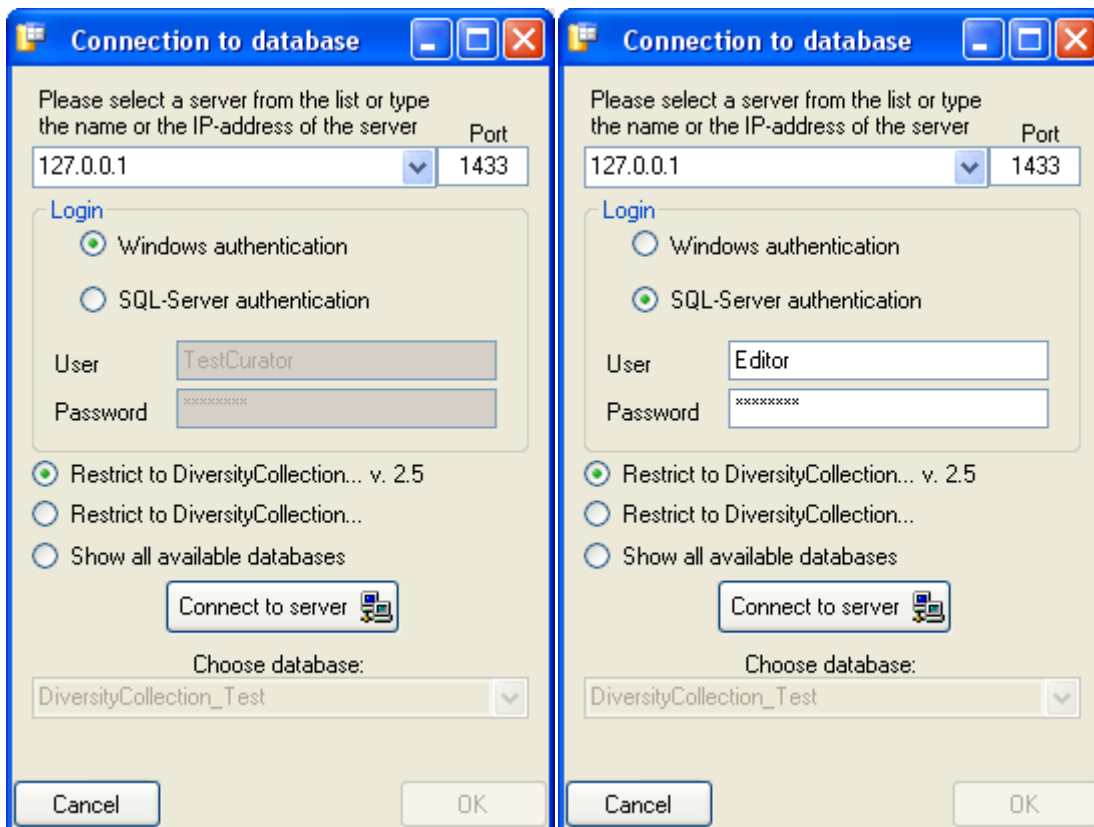 Connection to database
Please select a server from the list or type
the name or the IP-address of the server
Port
127.0.0.1
1433
Login
Windows authentication
SQL-Server authentication
User
TestCurator
Password
********
Restrict to DiversityCollection... v. 2.5
Restrict to DiversityCollection...
Show all available databases
Connect to server
Choose database:
DiversityCollection_Test
Cancel
OK
Connection to database
Please select a server from the list or type
the name or the IP-address of the server
Port
127.0.0.1
1433
Login
Windows authentication
SQL-Server authentication
User
Editor
Password
********
Restrict to DiversityCollection... v. 2.5
Restrict to DiversityCollection...
Show all available databases
Connect to server
Choose database:
DiversityCollection_Test
Cancel
OK